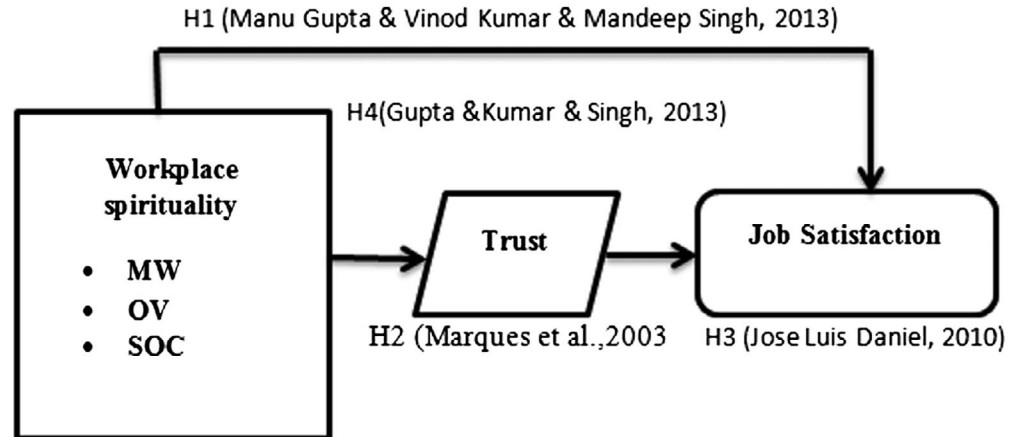 H1 (Manu Gupta & Vinod Kumar & Mandeep Singh, 2013)
H4(Gupta &Kumar & Singh, 2013)
Workplace
spirituality
• MW
• OV
• SOC
Trust
Job Satisfaction
H2 (Marques et al.,2003
H3 (Jose Luis Daniel, 2010)